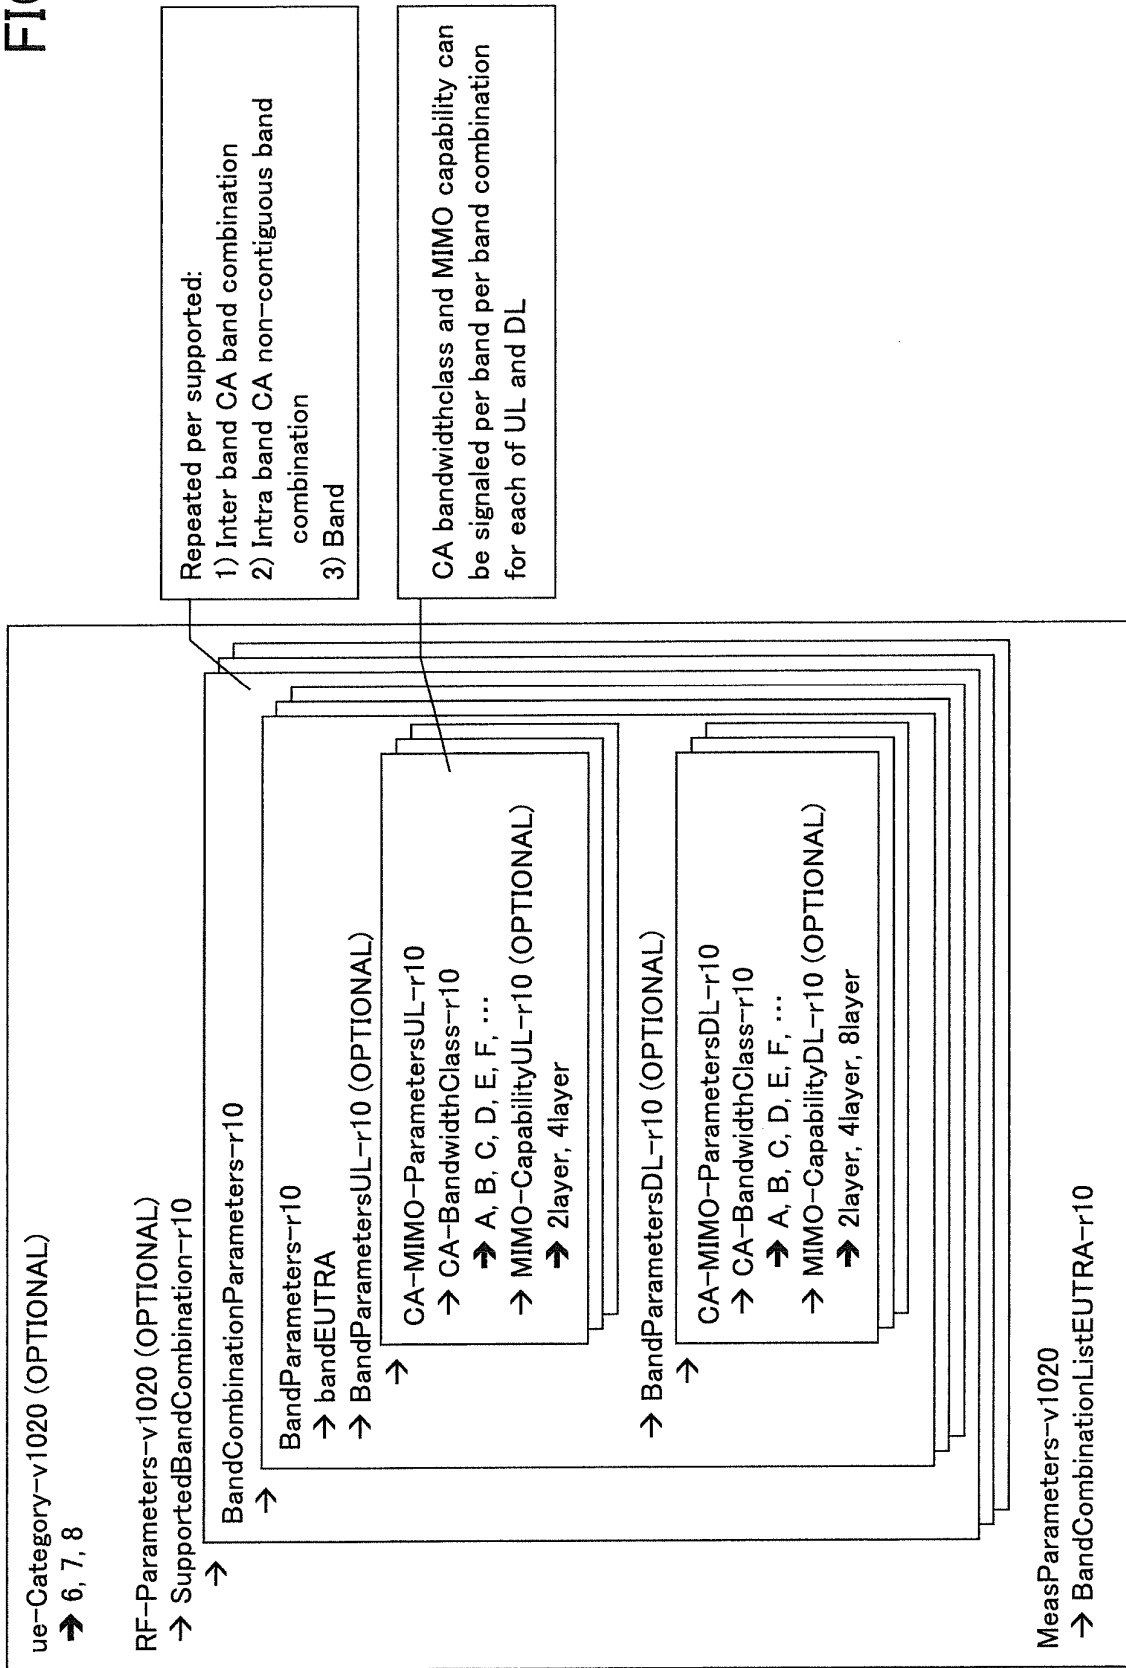 FIG
ue-Category-v1020 (OPTIONAL)
➔ 6, 7, 8
RF-Parameters-v1020 (OPTIONAL)
→ SupportedBandCombination-r10
→
BandCombinationParameters-r10
→
BandParameters-r10
→ bandEUTRA
→ BandParametersUL-r10 (OPTIONAL)
→
CA-MIMO-ParametersUL-r10
→ CA-BandwidthClass-r10
➔ A, B, C, D, E, F, ...
→ MIMO-CapabilityUL-r10 (OPTIONAL)
➔ 2layer, 4layer
→ BandParametersDL-r10 (OPTIONAL)
→
CA-MIMO-ParametersDL-r10
→ CA-BandwidthClass-r10
➔ A, B, C, D, E, F, ...
→ MIMO-CapabilityDL-r10 (OPTIONAL)
➔ 2layer, 4layer, 8layer
MeasParameters-v1020
→ BandCombinationListEUTRA-r10
Repeated per supported:
1) Inter band CA band combination
2) Intra band CA non-contiguous band
combination
3) Band
CA bandwidthclass and MIMO capability can
be signaled per band per band combination
for each of UL and DL